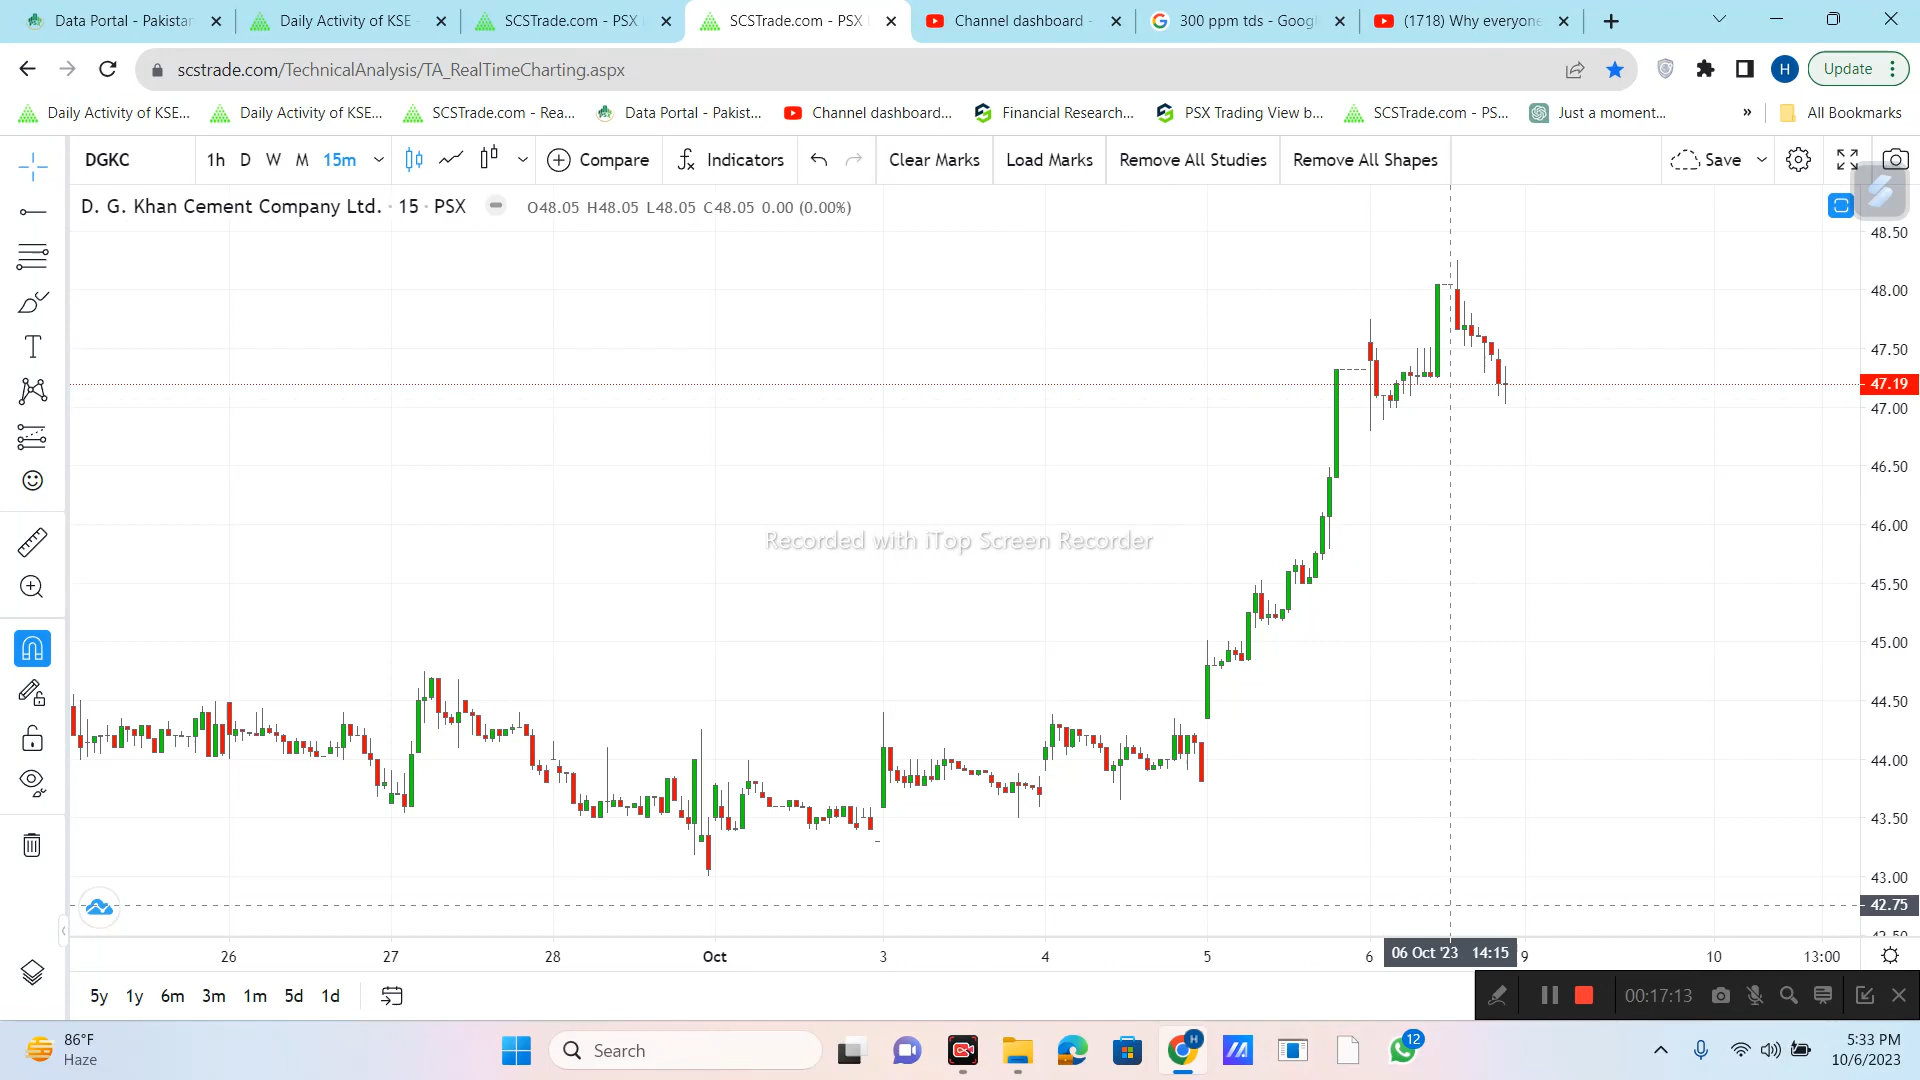 Data Portal - Pakistan
Daily Activity of KSE -
SCSTrade.com - PSX
SCSTrade.com - PSX
Channel dashboard -
300 ppm tds - Googl
(1718) Why everyone
scstrade.com/TechnicalAnalysis/TA_RealTimeCharting.aspx
H
Update
Daily Activity of KSE...
Daily Activity of KSE...
SCSTrade.com - Rea...
Data Portal - Pakist...
Channel dashboard...
Financial Research...
PSX Trading View b...
SCSTrade.com - PS...
Just a moment...
»
All Bookmarks
DGKC
1h D W M 15m
Compare
Indicators
Clear Marks
Load Marks
Remove All Studies
Remove All Shapes
Save
D. G. Khan Cement Company Ltd. · 15 · PSX
O48.05 H48.05 L48.05 C48.05 0.00 (0.00%)
48.50
48.00
47.50
47.19
47.00
46.50
46.00
Recorded with iTop Screen Recorder
45.50
45.00
44.50
44.00
43.50
43.00
42.75
26 27 28 Oct 3 4 5 6 06 Oct '23 14:15 9 10 13:00
5y 1y 6m 3m 1m 5d 1d
00:17:13
86°F
Haze
Search
H
12
5:33 PM
10/6/2023